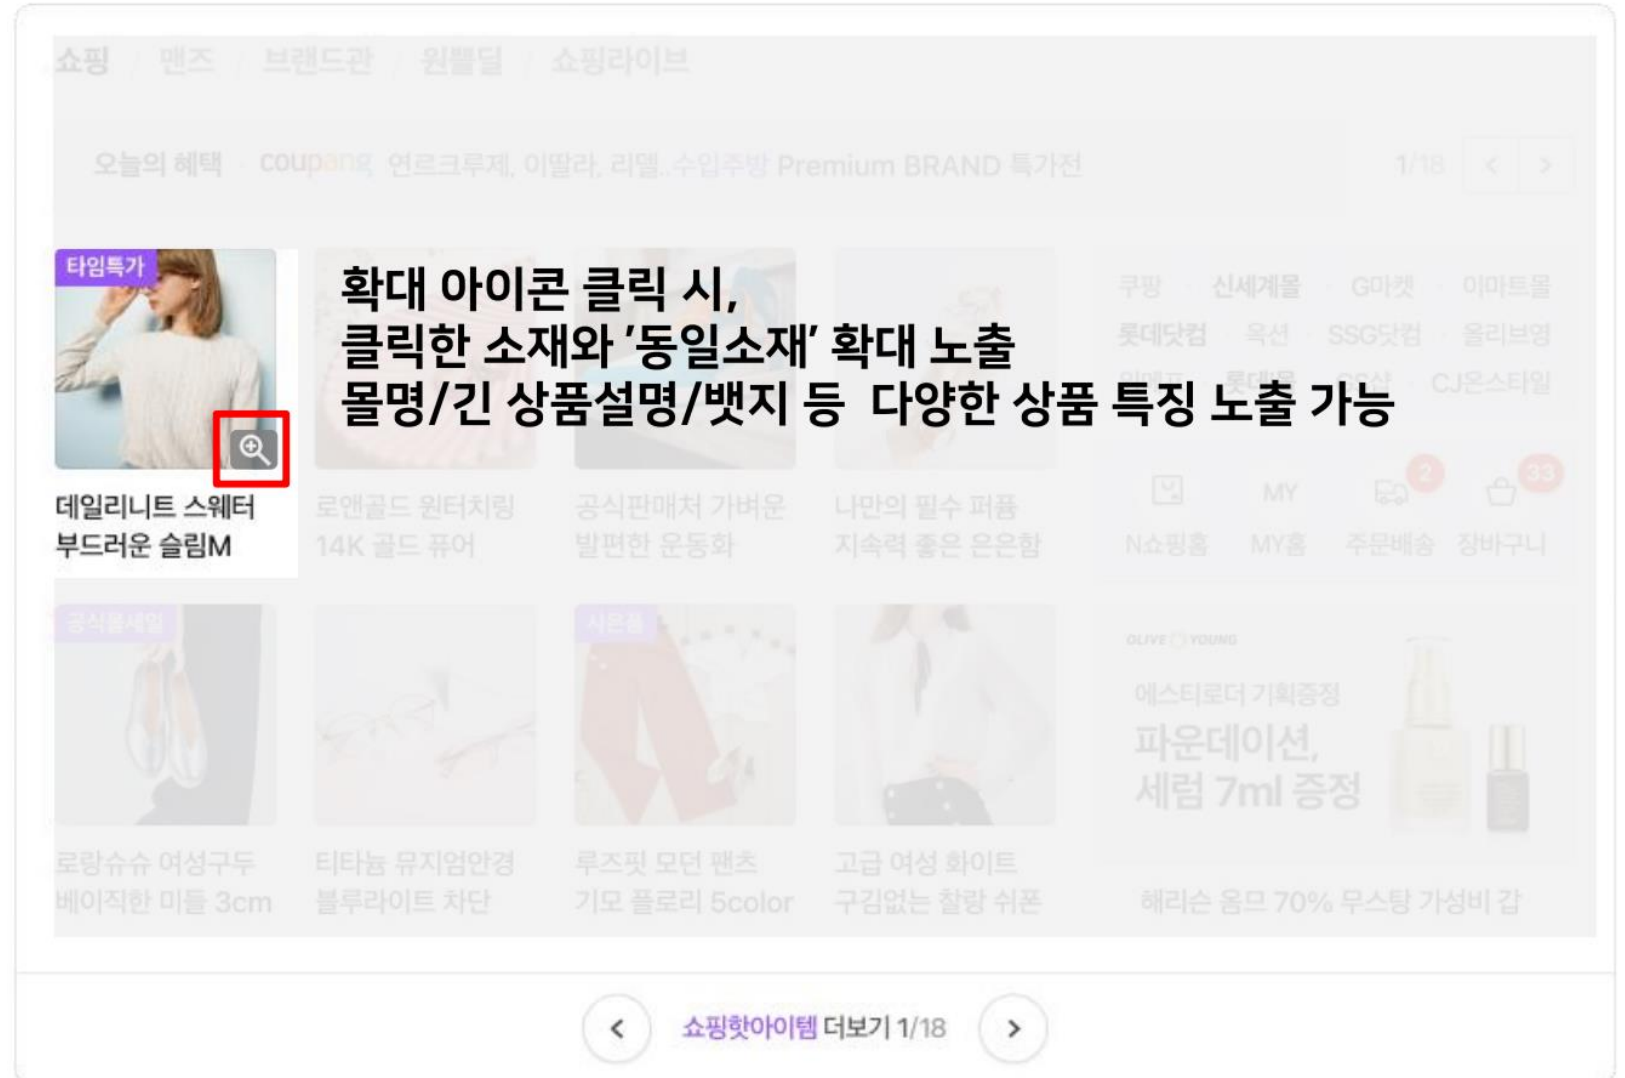 쇼핑 / 맨즈 / 브랜드관 / 원쁠딜 / 쇼핑라이브
오늘의 혜택 · coupang 연르크루제, 이딸라, 리델..수입주방 Premium BRAND 특가전
1/18 < >
타임특가
확대 아이콘 클릭 시,
클릭한 소재와 '동일소재' 확대 노출
몰명/긴 상품설명/뱃지 등 다양한 상품 특징 노출 가능
데일리니트 스웨터
부드러운 슬림M
로앤골드 윈터치링
14K 골드 퓨어
공식판매처 가벼운
발편한 운동화
나만의 필수 퍼퓸
지속력 좋은 은은함
쿠팡 · 신세계몰 · G마켓 · 이마트몰
롯데닷컴 · 옥션 · SSG닷컴 · 올리브영
위메프 · 롯데몰 · GS샵 · CJ온스타일
2
33
MY
N쇼핑홈 MY홈 주문배송 장바구니
공식몰세일
사은품
로랑슈슈 여성구두
베이직한 미들 3cm
티타늄 뮤지엄안경
블루라이트 차단
루즈핏 모던 팬츠
기모 플로리 5color
고급 여성 화이트
구김없는 찰랑 쉬폰
OLIVE YOUNG
에스티로더 기획증정
파운데이션,
세럼 7ml 증정
해리슨 옴므 70% 무스탕 가성비 갑
< 쇼핑핫아이템 더보기 1/18 >